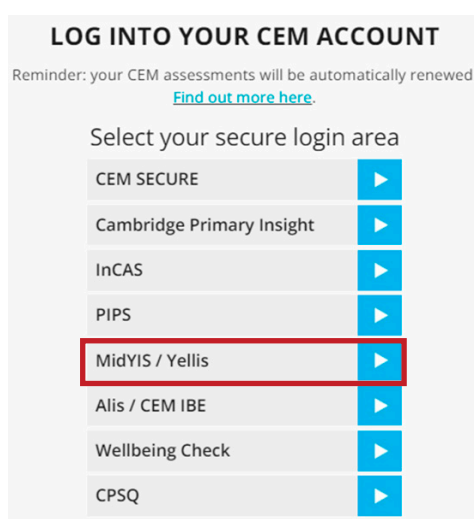 LOG INTO YOUR CEM ACCOUNT
Reminder: your CEM assessments will be automatically renewed
Find out more here.
Select your secure login area
CEM SECURE
Cambridge Primary Insight
InCAS
PIPS
MidYIS / Yellis
Alis / CEM IBE
Wellbeing Check
CPSQ